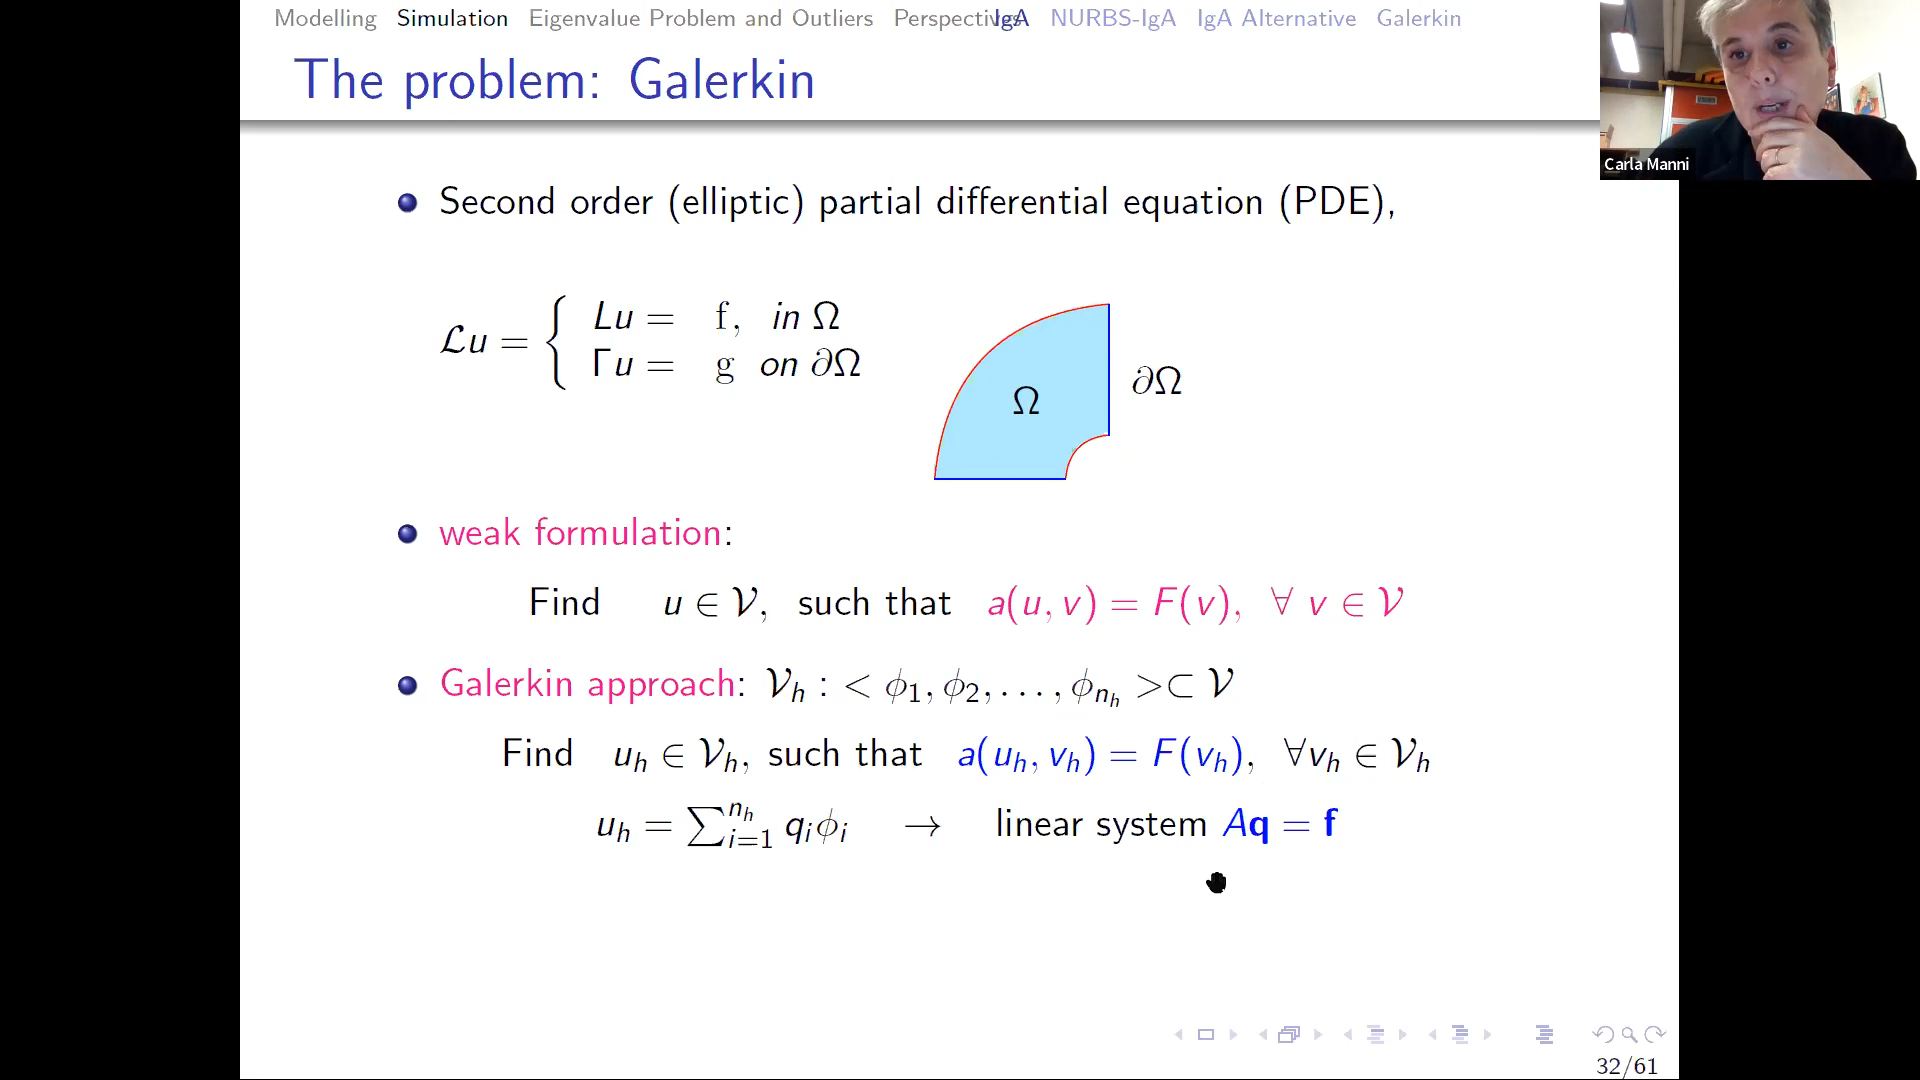 Modelling Simulation Eigenvalue Problem and Outliers Perspectives IgA NURBS-IgA IgA Alternative Galerkin
The problem: Galerkin
Carla Manni
Second order (elliptic) partial differential equation (PDE),
ℒu = { Lu = f, in Ω
Γu = g on ∂Ω
Ω
∂Ω
weak formulation:
Find u ∈ 𝒱, such that a(u, v) = F(v), ∀ v ∈ 𝒱
Galerkin approach: 𝒱_h : < ϕ_1, ϕ_2, . . . , ϕ_{n_h} >⊂ 𝒱
Find u_h ∈ 𝒱_h, such that a(u_h, v_h) = F(v_h), ∀v_h ∈ 𝒱_h
u_h = ∑_{i=1}^{n_h} q_iϕ_i → linear system Aq = f
32/61